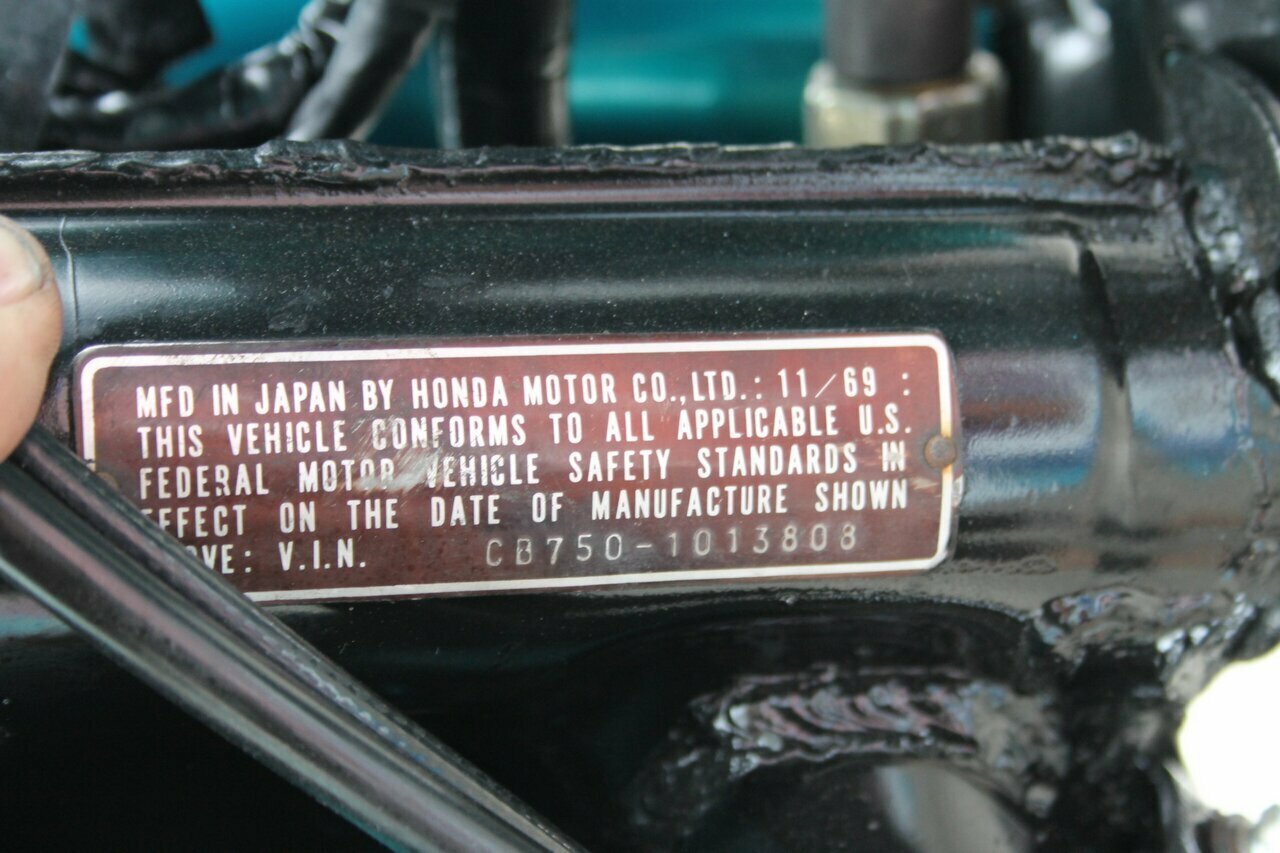 MFD IN JAPAN BY HONDA MOTOR CO.,LTD.: 11/69 :
THIS VEHICLE CONFORMS TO ALL APPLICABLE U.S.
FEDERAL MOTOR VEHICLE SAFETY STANDARDS IN
EFFECT ON THE DATE OF MANUFACTURE SHOWN
OVE: V.I.N. CB750-1013808